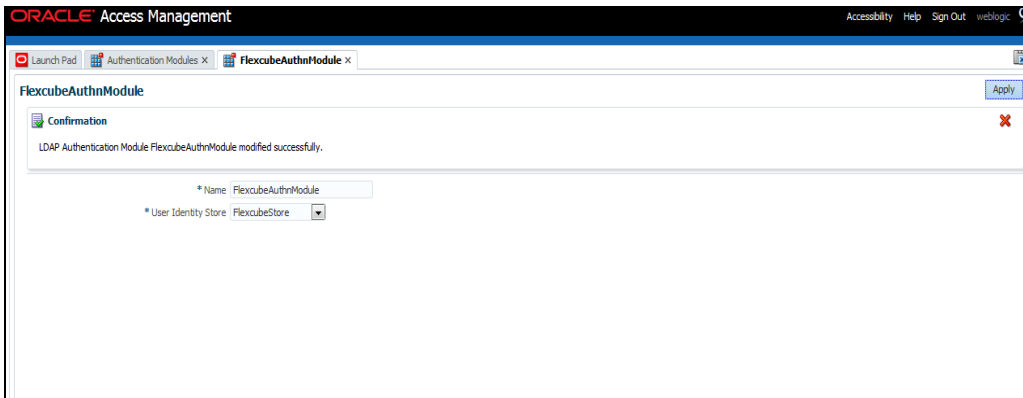 ORACLE® Access Management
Accessibility Help Sign Out weblogic
Launch Pad Authentication Modules × FlexcubeAuthnModule ×
FlexcubeAuthnModule Apply
Confirmation
LDAP Authentication Module FlexcubeAuthnModule modified successfully.
* Name FlexcubeAuthnModule
* User Identity Store FlexcubeStore